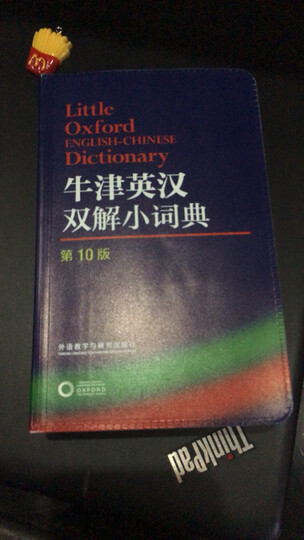 Little
Oxford
ENGLISH-CHINESE
Dictionary
牛津英汉
双解小词典
第10版
外语教学与研究出版社
OXFORD
ThinkPad